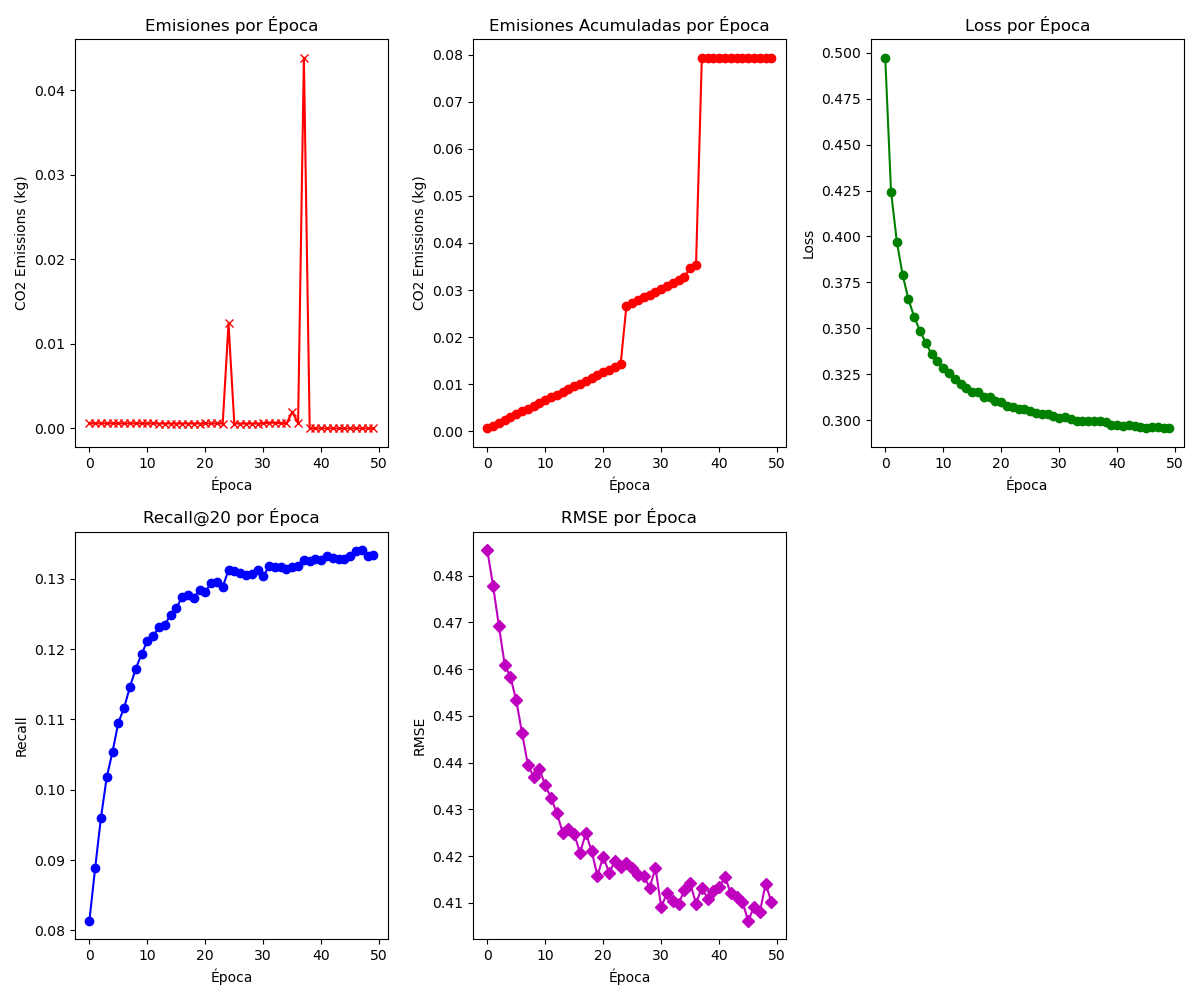 Emisiones por Época
CO2 Emissions (kg)
0.04
0.03
0.02
0.01
0.00
0 10 20 30 40 50
Época
Emisiones Acumuladas por Época
CO2 Emissions (kg)
0.08
0.07
0.06
0.05
0.04
0.03
0.02
0.01
0.00
0 10 20 30 40 50
Época
Loss por Época
Loss
0.500
0.475
0.450
0.425
0.400
0.375
0.350
0.325
0.300
0 10 20 30 40 50
Época
Recall@20 por Época
Recall
0.13
0.12
0.11
0.10
0.09
0.08
0 10 20 30 40 50
Época
RMSE por Época
RMSE
0.48
0.47
0.46
0.45
0.44
0.43
0.42
0.41
0 10 20 30 40 50
Época